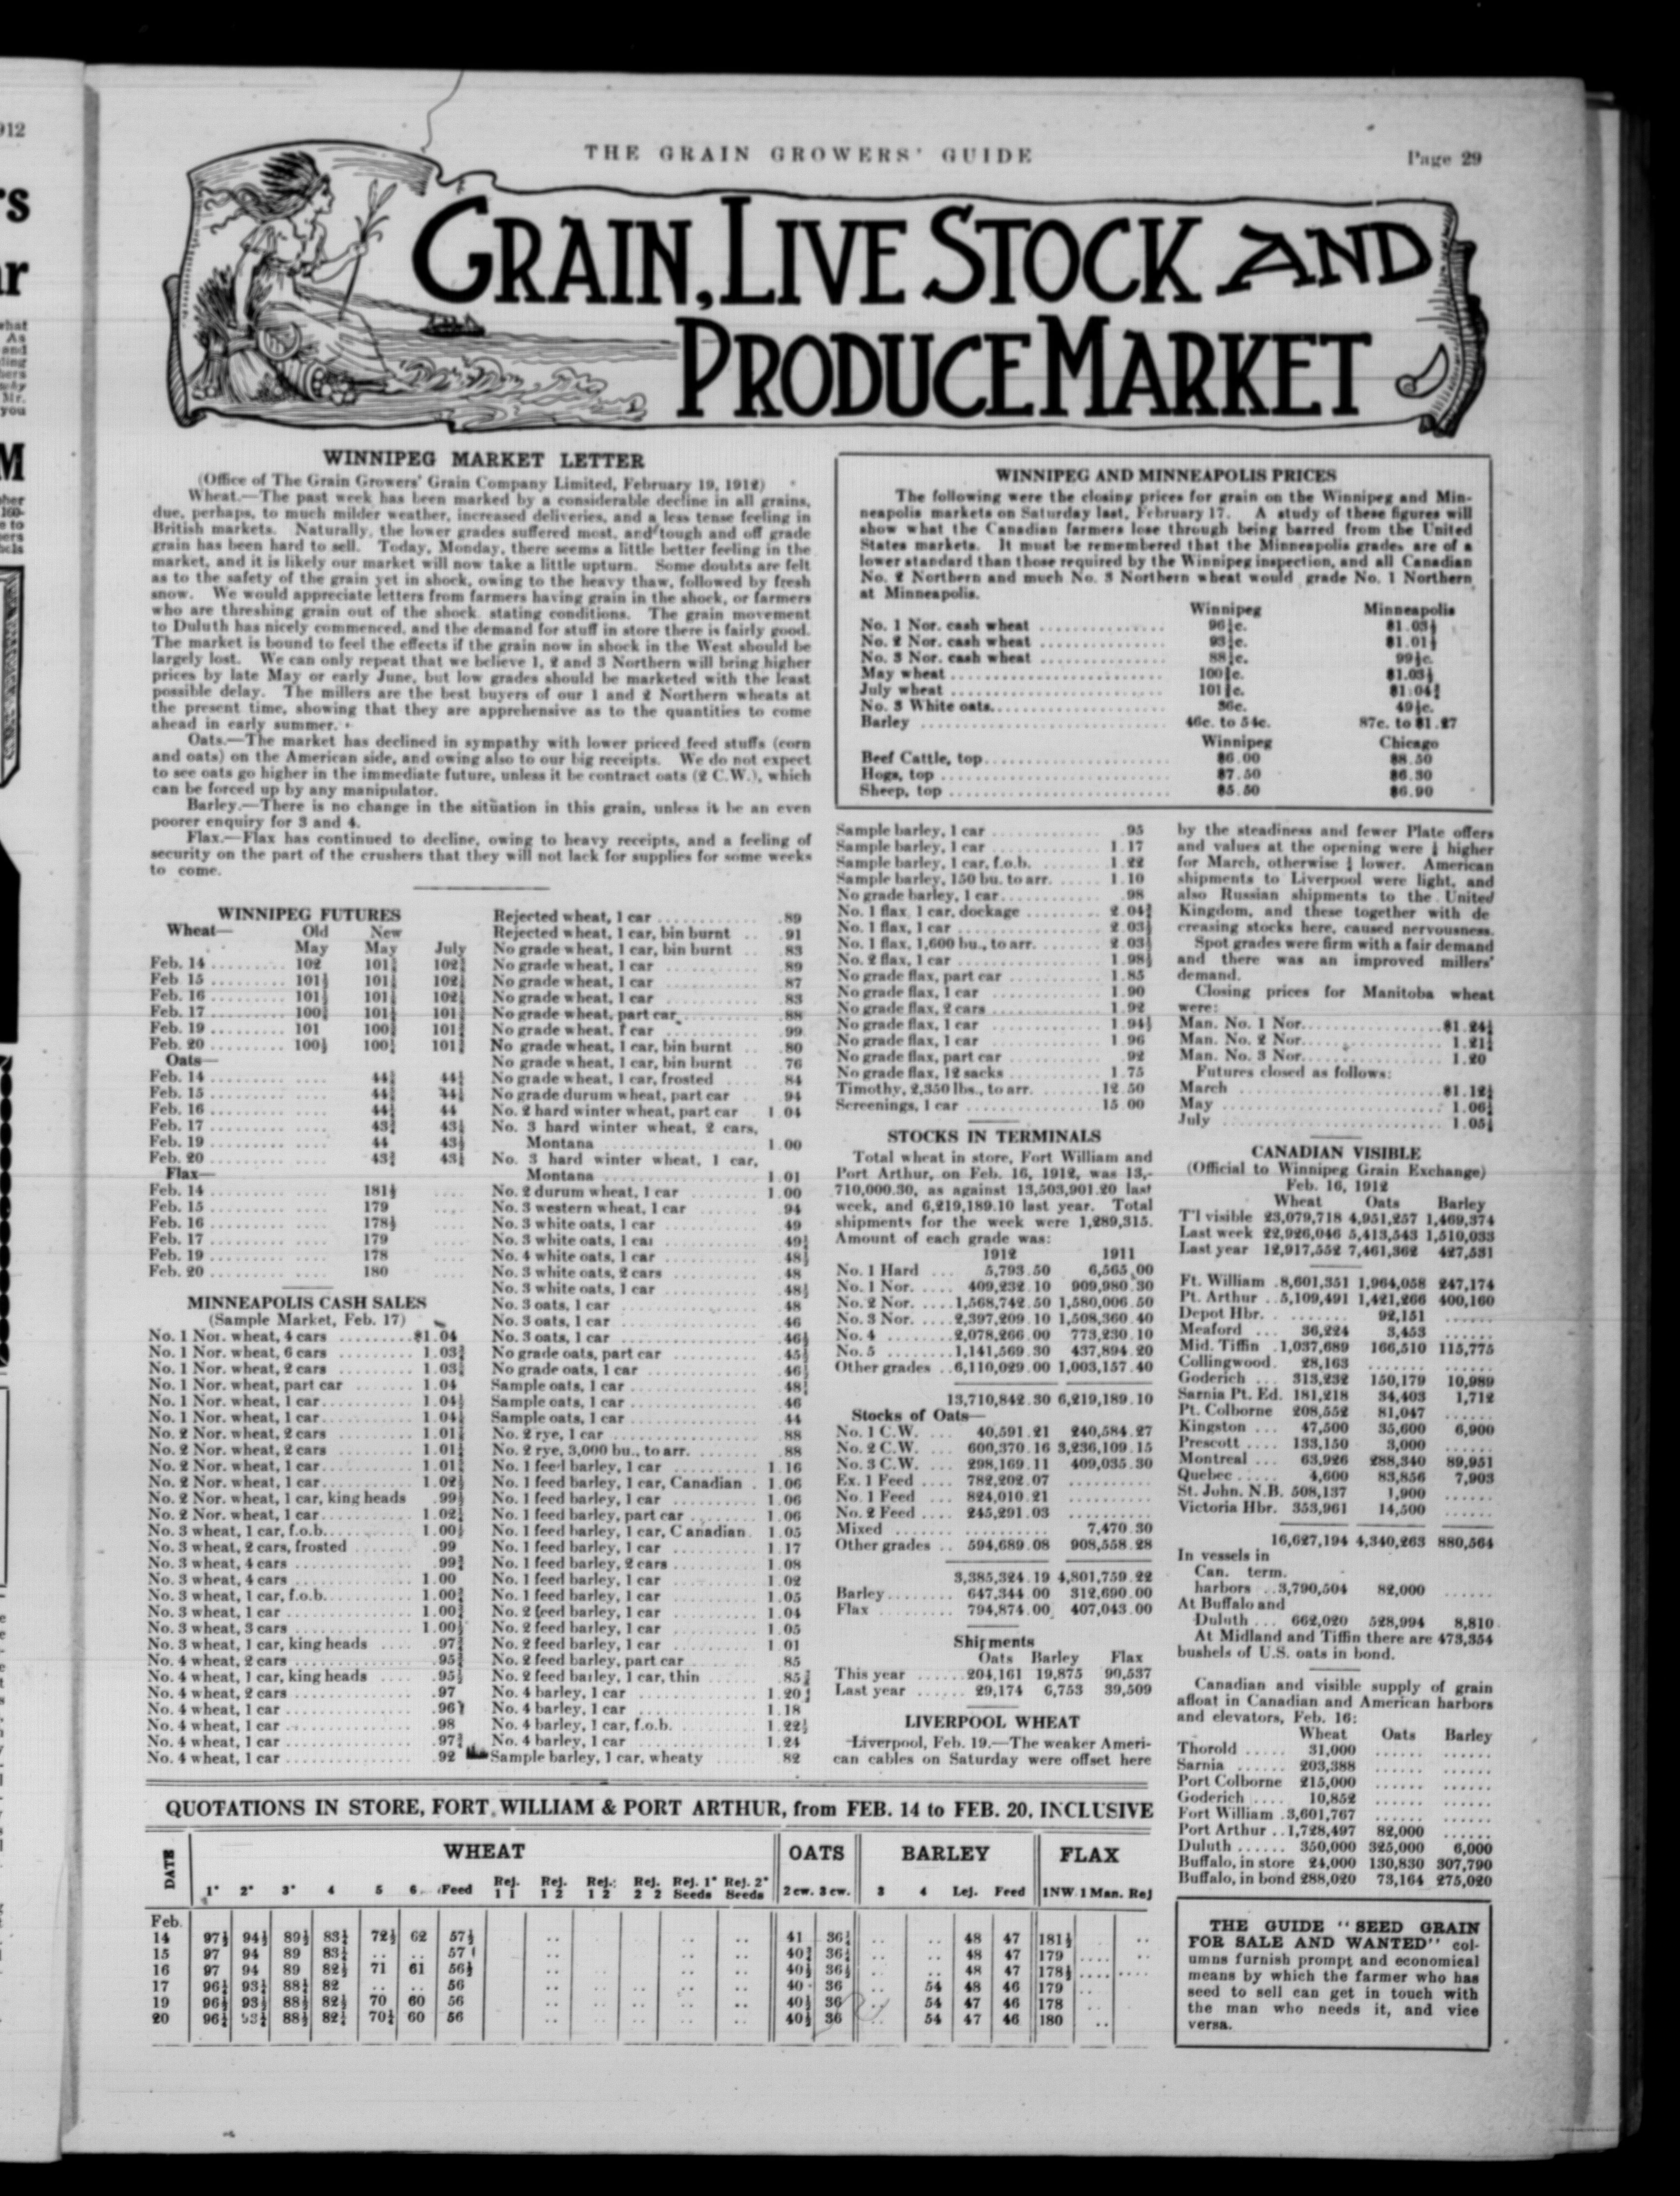 THE GRAIN GROWERS' GUIDE
Page 29
GRAIN, LIVE STOCK AND
PRODUCE MARKET
WINNIPEG MARKET LETTER
(Office of The Grain Growers' Grain Company Limited, February 19, 1912)
Wheat.—The past week has been marked by a considerable decline in all grains,
due, perhaps, to much milder weather, increased deliveries, and a less tense feeling in
British markets. Naturally, the lower grades suffered most, and tough and off grade
grain has been hard to sell. Today, Monday, there seems a little better feeling in the
market, and it is likely our market will now take a little upturn. Some doubts are felt
as to the safety of the grain yet in shock, owing to the heavy thaw, followed by fresh
snow. We would appreciate letters from farmers having grain in the shock, or farmers
who are threshing grain out of the shock. stating conditions. The grain movement
to Duluth has nicely commenced, and the demand for stuff in store there is fairly good.
The market is bound to feel the effects if the grain now in shock in the West should be
largely lost. We can only repeat that we believe 1, 2 and 3 Northern will bring higher
prices by late May or early June, but low grades should be marketed with the least
possible delay. The millers are the best buyers of our 1 and 2 Northern wheats at
the present time, showing that they are apprehensive as to the quantities to come
ahead in early summer.
Oats.—The market has declined in sympathy with lower priced feed stuffs (corn
and oats) on the American side, and owing also to our big receipts. We do not expect
to see oats go higher in the immediate future, unless it be contract oats (2 C.W.), which
can be forced up by any manipulator.
Barley.—There is no change in the situation in this grain, unless it be an even
poorer enquiry for 3 and 4.
Flax.—Flax has continued to decline, owing to heavy receipts, and a feeling of
security on the part of the crushers that they will not lack for supplies for some weeks
to come.
WINNIPEG AND MINNEAPOLIS PRICES
The following were the closing prices for grain on the Winnipeg and Min-
neapolis markets on Saturday last, February 17. A study of these figures will
show what the Canadian farmers lose through being barred from the United
States markets. It must be remembered that the Minneapolis grades are of a
lower standard than those required by the Winnipeg inspection, and all Canadian
No. 2 Northern and much No. 3 Northern wheat would grade No. 1 Northern
at Minneapolis.
Winnipeg Minneapolis
No. 1 Nor. cash wheat
No. 2 Nor. cash wheat
No. 3 Nor. cash wheat
May wheat
July wheat
No. 3 White oats 36c.
Barley 46c. to 54c. 87c. to $1.27
Winnipeg Chicago
Beef Cattle, top $6.00 $8.50
Hogs, top $7.50 $6.30
Sheep, top $5.50 $6.90
WINNIPEG FUTURES
Wheat— Old New
May May July
Feb. 14 102
Feb. 15
Feb. 16
Feb. 17
Feb. 19 101
Feb. 20
Oats—
Feb. 14
Feb. 15
Feb. 16 44
Feb. 17
Feb. 19 44
Feb. 20
Flax—
Feb. 14
Feb. 15 179
Feb. 16
Feb. 17 179
Feb. 19 178
Feb. 20 180
MINNEAPOLIS CASH SALES
(Sample Market, Feb. 17)
No. 1 Nor. wheat, 4 cars $1.04
No. 1 Nor. wheat, 6 cars
No. 1 Nor. wheat, 2 cars
No. 1 Nor. wheat, part car 1.04
No. 1 Nor. wheat, 1 car
No. 1 Nor. wheat, 1 car
No. 2 Nor. wheat, 2 cars
No. 2 Nor. wheat, 2 cars
No. 2 Nor. wheat, 1 car
No. 2 Nor. wheat, 1 car
No. 2 Nor. wheat, 1 car, king heads
No. 2 Nor. wheat, 1 car
No. 3 wheat, 1 car, f.o.b.
No. 3 wheat, 2 cars, frosted .99
No. 3 wheat, 4 cars
No. 3 wheat, 4 cars 1.00
No. 3 wheat, 1 car, f.o.b.
No. 3 wheat, 1 car
No. 3 wheat, 3 cars
No. 3 wheat, 1 car, king heads
No. 4 wheat, 2 cars
No. 4 wheat, 1 car, king heads
No. 4 wheat, 2 cars .97
No. 4 wheat, 1 car
No. 4 wheat, 1 car .98
No. 4 wheat, 1 car
No. 4 wheat, 1 car .92
Rejected wheat, 1 car .89
Rejected wheat, 1 car, bin burnt .91
No grade wheat, 1 car, bin burnt .83
No grade wheat, 1 car .89
No grade wheat, 1 car .87
No grade wheat, 1 car .83
No grade wheat, part car .88
No grade wheat, 1 car .99
No grade wheat, 1 car, bin burnt .80
No grade wheat, 1 car, bin burnt .76
No grade wheat, 1 car, frosted .84
No grade durum wheat, part car .94
No. 2 hard winter wheat, part car 1.04
No. 3 hard winter wheat, 2 cars,
Montana 1.00
No. 3 hard winter wheat, 1 car,
Montana 1.01
No. 2 durum wheat, 1 car 1.00
No. 3 western wheat, 1 car .94
No. 3 white oats, 1 car .49
No. 3 white oats, 1 car
No. 4 white oats, 1 car
No. 3 white oats, 2 cars .48
No. 3 white oats, 1 car
No. 3 oats, 1 car .48
No. 3 oats, 1 car .46
No. 3 oats, 1 car
No grade oats, part car
No grade oats, 1 car
Sample oats, 1 car
Sample oats, 1 car .46
Sample oats, 1 car .44
No. 2 rye, 1 car .88
No. 2 rye, 3,000 bu., to arr. .88
No. 1 feed barley, 1 car 1.16
No. 1 feed barley, 1 car, Canadian 1.06
No. 1 feed barley, 1 car 1.06
No. 1 feed barley, part car 1.06
No. 1 feed barley, 1 car, Canadian 1.05
No. 1 feed barley, 1 car 1.17
No. 1 feed barley, 2 cars 1.08
No. 1 feed barley, 1 car 1.02
No. 1 feed barley, 1 car 1.05
No. 2 feed barley, 1 car 1.04
No. 2 feed barley, 1 car 1.05
No. 2 feed barley, 1 car 1.01
No. 2 feed barley, part car .85
No. 2 feed barley, 1 car, thin
No. 4 barley, 1 car
No. 4 barley, 1 car 1.18
No. 4 barley, 1 car, f.o.b.
No. 4 barley, 1 car 1.24
Sample barley, 1 car, wheaty .82
Sample barley, 1 car .95
Sample barley, 1 car 1.17
Sample barley, 1 car, f.o.b. 1.22
Sample barley, 150 bu. to arr. 1.10
No grade barley, 1 car .98
No. 1 flax, 1 car, dockage
No. 1 flax, 1 car
No. 1 flax, 1,600 bu., to arr.
No. 2 flax, 1 car
No grade flax, part car 1.85
No grade flax, 1 car 1.90
No grade flax, 2 cars 1.92
No grade flax, 1 car
No grade flax, 1 car 1.96
No grade flax, part car .92
No grade flax, 12 sacks 1.75
Timothy, 2,350 lbs., to arr. 12.50
Screenings, 1 car 15.00
STOCKS IN TERMINALS
Total wheat in store, Fort William and
Port Arthur, on Feb. 16, 1912, was 13,-
710,000.30, as against 13,503,901.20 last
week, and 6,219,189.10 last year. Total
shipments for the week were 1,289,315.
Amount of each grade was:
1912 1911
No. 1 Hard 5,793.50 6,565.00
No. 1 Nor. 409,232.10 909,980.30
No. 2 Nor. 1,568,742.50 1,580,006.50
No. 3 Nor. 2,397,209.10 1,508,360.40
No. 4 2,078,266.00 773,230.10
No. 5 1,141,569.30 437,894.20
Other grades 6,110,029.00 1,003,157.40
13,710,842.30 6,219,189.10
Stocks of Oats—
No. 1 C.W. 40,591.21 240,584.27
No. 2 C.W. 600,370.16 3,236,109.15
No. 3 C.W. 298,169.11 409,035.30
Ex. 1 Feed 782,202.07
No. 1 Feed 824,010.21
No. 2 Feed 245,291.03
Mixed 7,470.30
Other grades 594,689.08 908,558.28
3,385,324.19 4,801,759.22
Barley 647,344.00 312,690.00
Flax 794,874.00 407,043.00
Shipments
Oats Barley Flax
This year 204,161 19,875 90,537
Last year 29,174 6,753 39,509
LIVERPOOL WHEAT
Liverpool, Feb. 19.—The weaker Ameri-
can cables on Saturday were offset here
by the steadiness and fewer Plate offers
and values at the opening were higher
for March, otherwise lower. American
shipments to Liverpool were light, and
also Russian shipments to the United
Kingdom, and these together with de
creasing stocks here, caused nervousness.
Spot grades were firm with a fair demand
and there was an improved millers'
demand.
Closing prices for Manitoba wheat
were:
Man. No. 1 Nor.
Man. No. 2 Nor.
Man. No. 3 Nor. 1.20
Futures closed as follows:
March
May
July
CANADIAN VISIBLE
(Official to Winnipeg Grain Exchange)
Feb. 16, 1912
Wheat Oats Barley
T'l visible 23,079,718 4,951,257 1,469,374
Last week 22,926,046 5,413,543 1,510,033
Last year 12,917,552 7,461,362 427,531
Ft. William 8,601,351 1,964,058 247,174
Pt. Arthur 5,109,491 1,421,266 400,160
Depot Hbr. 92,151
Meaford 36,224 3,453
Mid. Tiffin 1,037,689 166,510 115,775
Collingwood 28,163
Goderich 313,232 150,179 10,989
Sarnia Pt. Ed. 181,218 34,403 1,712
Pt. Colborne 208,552 81,047
Kingston 47,500 35,600 6,900
Prescott 133,150 3,000
Montreal 63,926 288,340 89,951
Quebec 4,600 83,856 7,903
St. John. N.B. 508,137 1,900
Victoria Hbr. 353,961 14,500
16,627,194 4,340,263 880,564
In vessels in
Can. term.
harbors 3,790,504 82,000
At Buffalo and
Duluth 662,020 528,994 8,810
At Midland and Tiffin there are 473,354
bushels of U.S. oats in bond.
Canadian and visible supply of grain
afloat in Canadian and American harbors
and elevators, Feb. 16:
Wheat Oats Barley
Thorold 31,000
Sarnia 203,388
Port Colborne 215,000
Goderich 10,852
Fort William 3,601,767
Port Arthur 1,728,497 82,000
Duluth 350,000 325,000 6,000
Buffalo, in store 24,000 130,830 307,790
Buffalo, in bond 288,020 73,164 275,020
QUOTATIONS IN STORE, FORT WILLIAM & PORT ARTHUR, from FEB. 14 to FEB. 20, INCLUSIVE
DATE WHEAT OATS BARLEY FLAX
1° 2° 3° 4 5 6 Feed Rej. 1 1 Rej. 1 2 Rej. 1 2 Rej. 2 2 Rej. 1° Seeds Rej. 2° Seeds 2 cw. 3 cw. 3 4 Rej. Feed 1NW 1 Man. Rej
Feb.
14 62 41 48 47
15 97 94 89 48 47 179
16 97 94 89 71 61 48 47
17 82 56 40 36 54 48 46 179
19 70 60 56 36 54 47 46 178
20 60 56 36 54 47 46 180
THE GUIDE "SEED GRAIN
FOR SALE AND WANTED" col-
umns furnish prompt and economical
means by which the farmer who has
seed to sell can get in touch with
the man who needs it, and vice
versa.